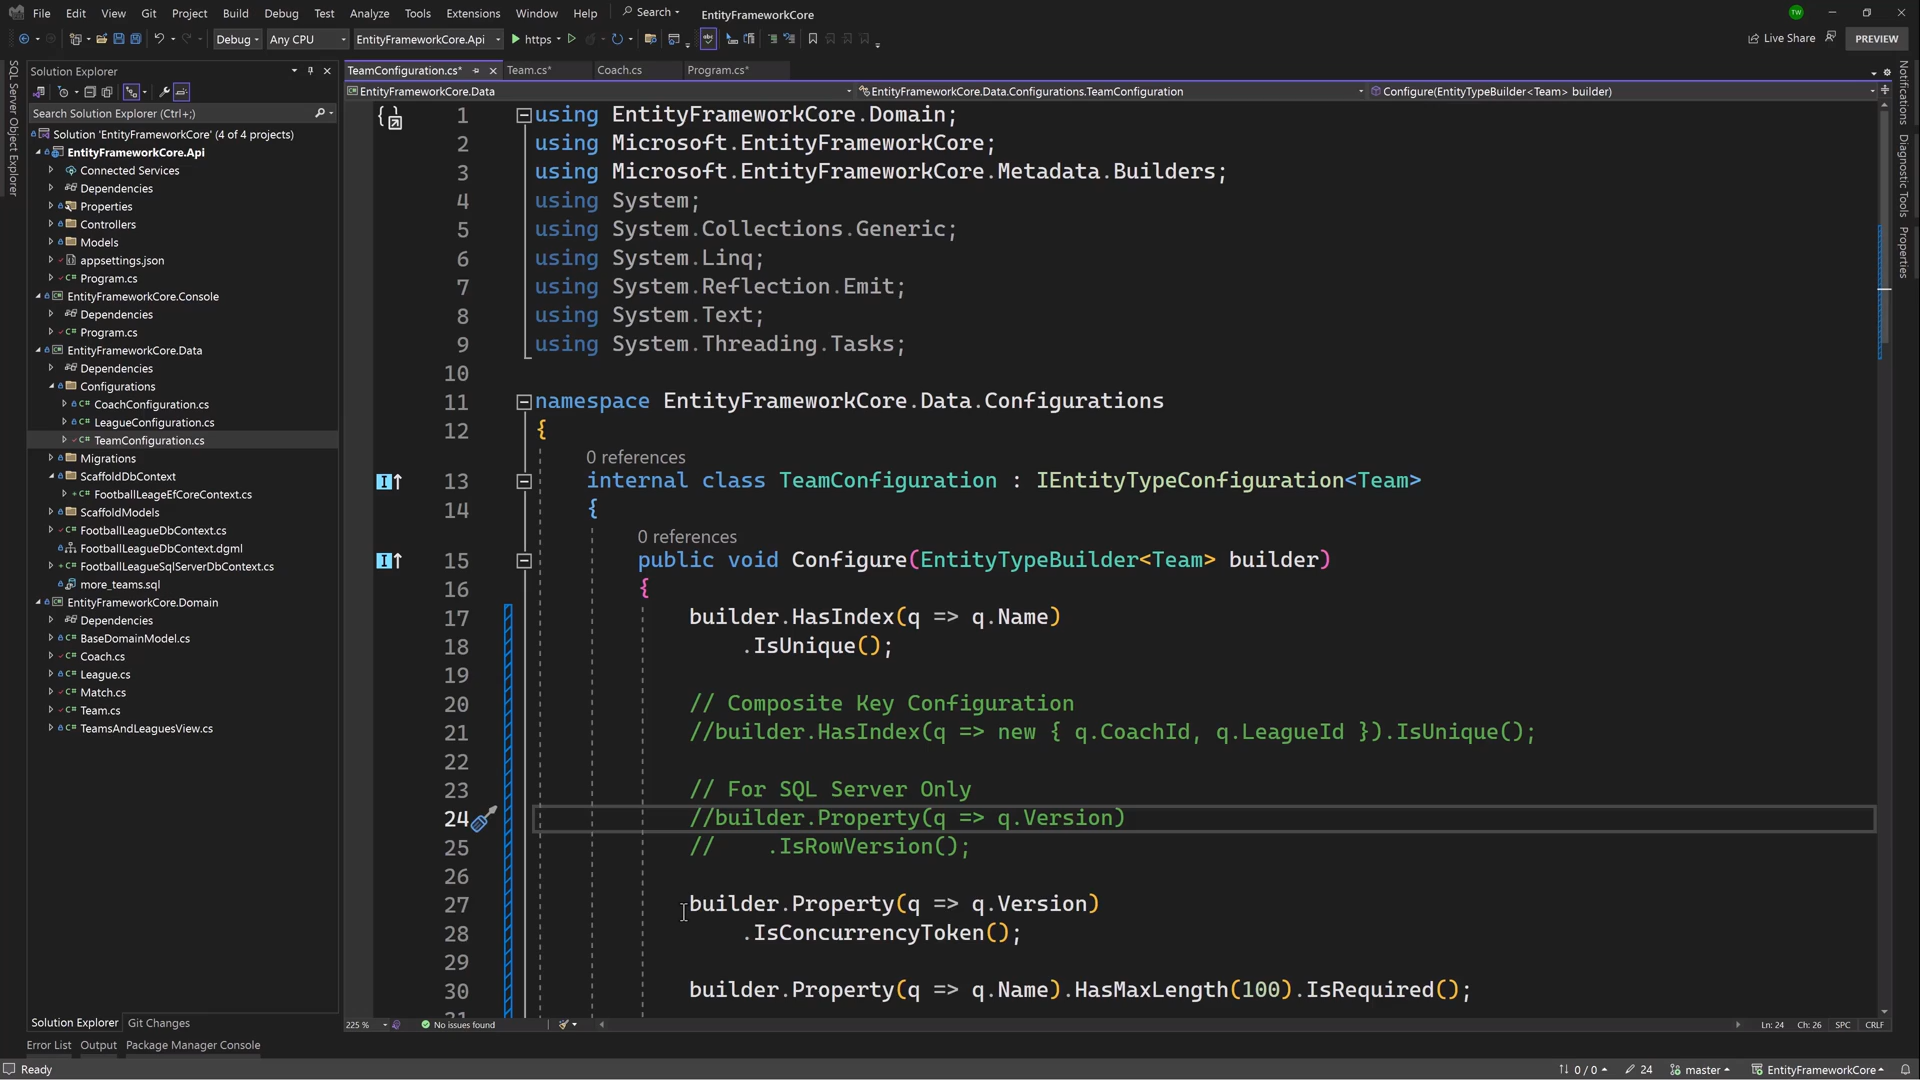 File Edit View Git Project Build Debug Test Analyze Tools Extensions Window Help Search EntityFrameworkCore TW
Debug Any CPU EntityFrameworkCore.Api https Live Share PREVIEW
SQL Server Object Explorer
Solution Explorer
Search Solution Explorer (Ctrl+;)
Solution 'EntityFrameworkCore' (4 of 4 projects)
EntityFrameworkCore.Api
Connected Services
Dependencies
Properties
Controllers
Models
appsettings.json
Program.cs
EntityFrameworkCore.Console
Dependencies
Program.cs
EntityFrameworkCore.Data
Dependencies
Configurations
CoachConfiguration.cs
LeagueConfiguration.cs
TeamConfiguration.cs
Migrations
ScaffoldDbContext
FootballLeageEfCoreContext.cs
ScaffoldModels
FootballLeagueDbContext.cs
FootballLeagueDbContext.dgml
FootballLeagueSqlServerDbContext.cs
more_teams.sql
EntityFrameworkCore.Domain
Dependencies
BaseDomainModel.cs
Coach.cs
League.cs
Match.cs
Team.cs
TeamsAndLeaguesView.cs
Solution Explorer Git Changes
TeamConfiguration.cs* Team.cs* Coach.cs Program.cs*
EntityFrameworkCore.Data EntityFrameworkCore.Data.Configurations.TeamConfiguration Configure(EntityTypeBuilder<Team> builder)
1 using EntityFrameworkCore.Domain;
2 using Microsoft.EntityFrameworkCore;
3 using Microsoft.EntityFrameworkCore.Metadata.Builders;
4 using System;
5 using System.Collections.Generic;
6 using System.Linq;
7 using System.Reflection.Emit;
8 using System.Text;
9 using System.Threading.Tasks;
10
11 namespace EntityFrameworkCore.Data.Configurations
12 {
0 references
13 internal class TeamConfiguration : IEntityTypeConfiguration<Team>
14 {
0 references
15 public void Configure(EntityTypeBuilder<Team> builder)
16 {
17 builder.HasIndex(q => q.Name)
18 .IsUnique();
19
20 // Composite Key Configuration
21 //builder.HasIndex(q => new { q.CoachId, q.LeagueId }).IsUnique();
22
23 // For SQL Server Only
24 //builder.Property(q => q.Version)
25 // .IsRowVersion();
26
27 builder.Property(q => q.Version)
28 .IsConcurrencyToken();
29
30 builder.Property(q => q.Name).HasMaxLength(100).IsRequired();
225 % No issues found Ln: 24 Ch: 26 SPC CRLF
Notifications
Diagnostic Tools
Properties
Error List Output Package Manager Console
Ready 0 / 0 24 master EntityFrameworkCore